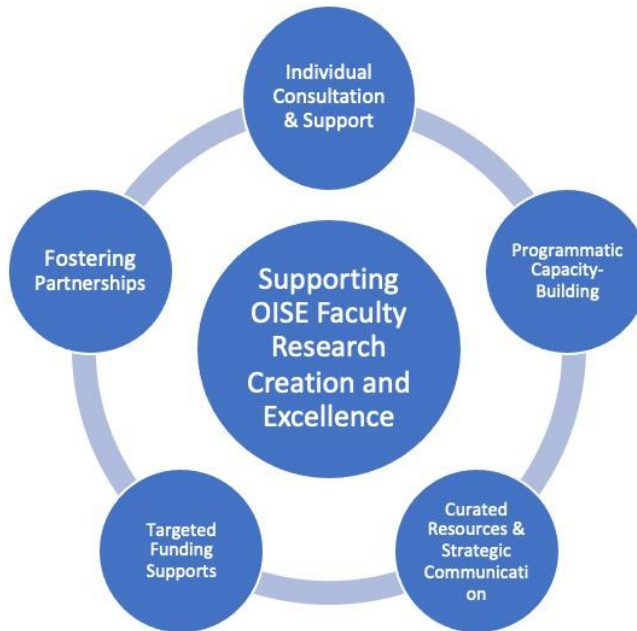 Individual
Consultation
& Support
Fostering
Partnerships
Programmatic
Capacity-
Building
Supporting
OISE Faculty
Research
Creation and
Excellence
Targeted
Funding
Supports
Curated
Resources &
Strategic
Communicati
on